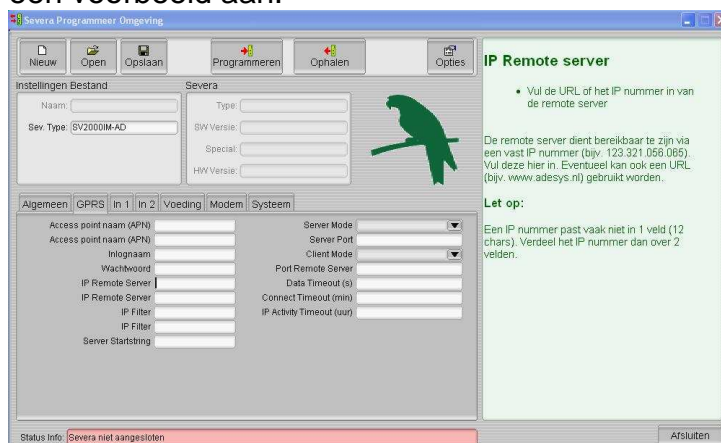 een voorbeeld aan:
Severa Programmeer Omgeving
Nieuw Open Opslaan Programmeren Ophalen Opties
Instellingen Bestand Severa
Naam: Type:
Sev. Type: SV2000IM-AD SW Versie:
Special:
HW Versie:
Algemeen GPRS In 1 In 2 Voeding Modem Systeem
Access point naam (APN) Server Mode
Access point naam (APN) Server Port
Inlognaam Client Mode
Wachtwoord Port Remote Server
IP Remote Server Data Timeout (s)
IP Remote Server Connect Timeout (min)
IP Filter IP Activity Timeout (uur)
IP Filter
Server Startstring
Status Info: Severa niet aangesloten
IP Remote server
• Vul de URL of het IP nummer in van
de remote server
De remote server dient bereikbaar te zijn via
een vast IP nummer (bijv. 123.321.056.065).
Vul deze hier in. Eventueel kan ook een URL
(bijv. www.adesys.nl) gebruikt worden.
Let op:
Een IP nummer past vaak niet in 1 veld (12
chars). Verdeel het IP nummer dan over 2
velden.
Afsluiten